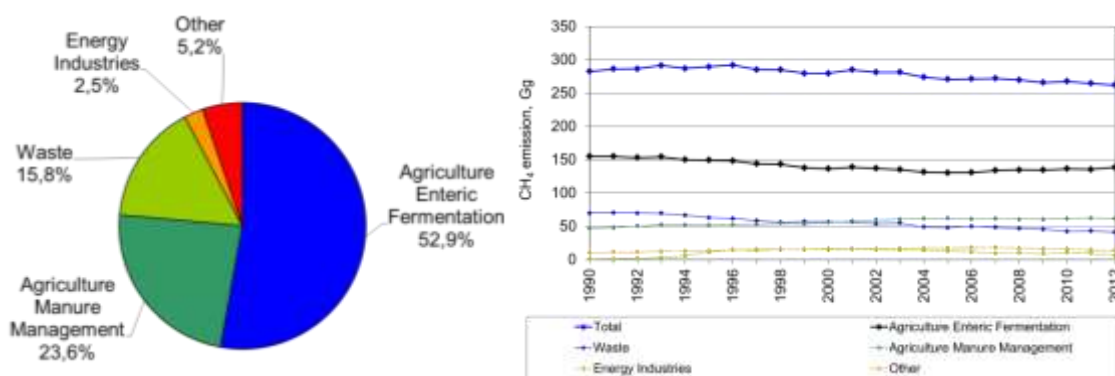 Other
5,2%
Energy
Industries
2,5%
Waste
15,8%
Agriculture
Enteric
Fermentation
52,9%
Agriculture
Manure
Management
23,6%
CH₄ emission, Gg
350
300
250
200
150
100
50
0
1990
1992
1994
1996
1998
2000
2002
2004
2006
2008
2010
2012
Total
Agriculture Enteric Fermentation
Waste
Agriculture Manure Management
Energy Industries
Other